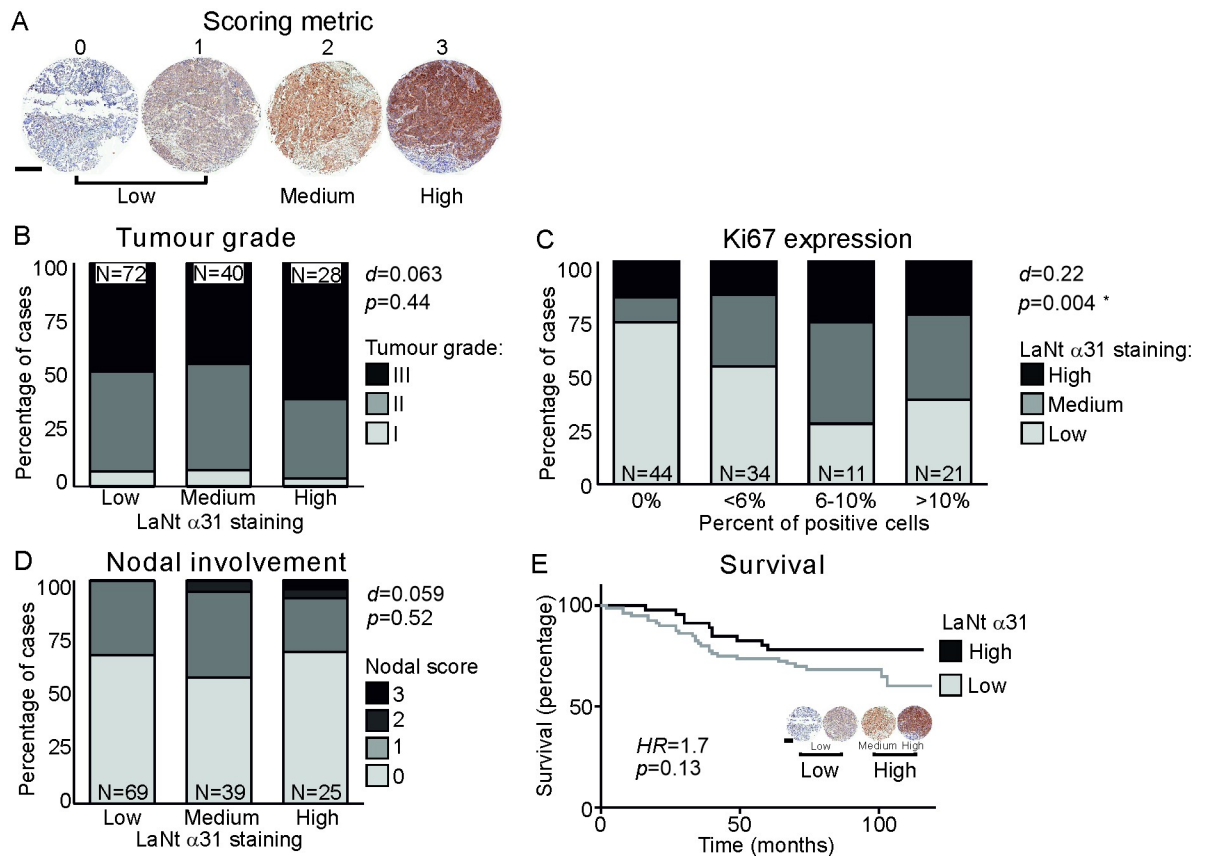 A
Scoring metric
0 1 2 3
Low Medium High
B Tumour grade
Percentage of cases
100
75
50
25
0
N=72 N=40 N=28
Low Medium High
LaNt α31 staining
d=0.063
p=0.44
Tumour grade:
III
II
I
C Ki67 expression
Percentage of cases
100
75
50
25
0
N=44 N=34 N=11 N=21
0% <6% 6-10% >10%
Percent of positive cells
d=0.22
p=0.004 *
LaNt α31 staining:
High
Medium
Low
D Nodal involvement
Percentage of cases
100
75
50
25
0
N=69 N=39 N=25
Low Medium High
LaNt α31 staining
d=0.059
p=0.52
Nodal score
3
2
1
0
E Survival
Survival (percentage)
100
50
0
HR=1.7
p=0.13
Low Medium High
Low High
0 50 100
Time (months)
LaNt α31
High
Low